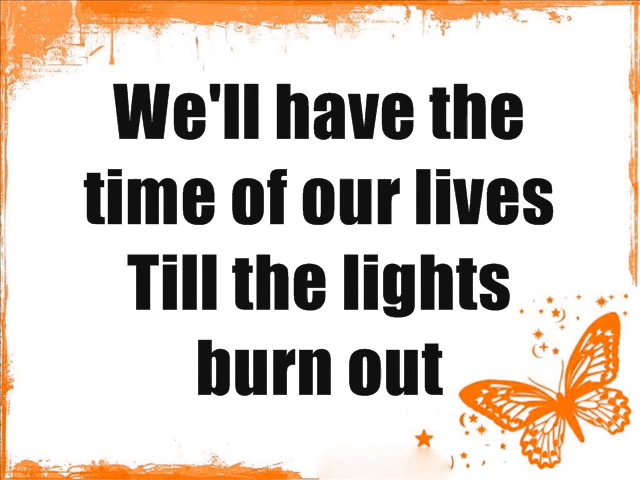 We'll have the
time of our lives
Till the lights
burn out